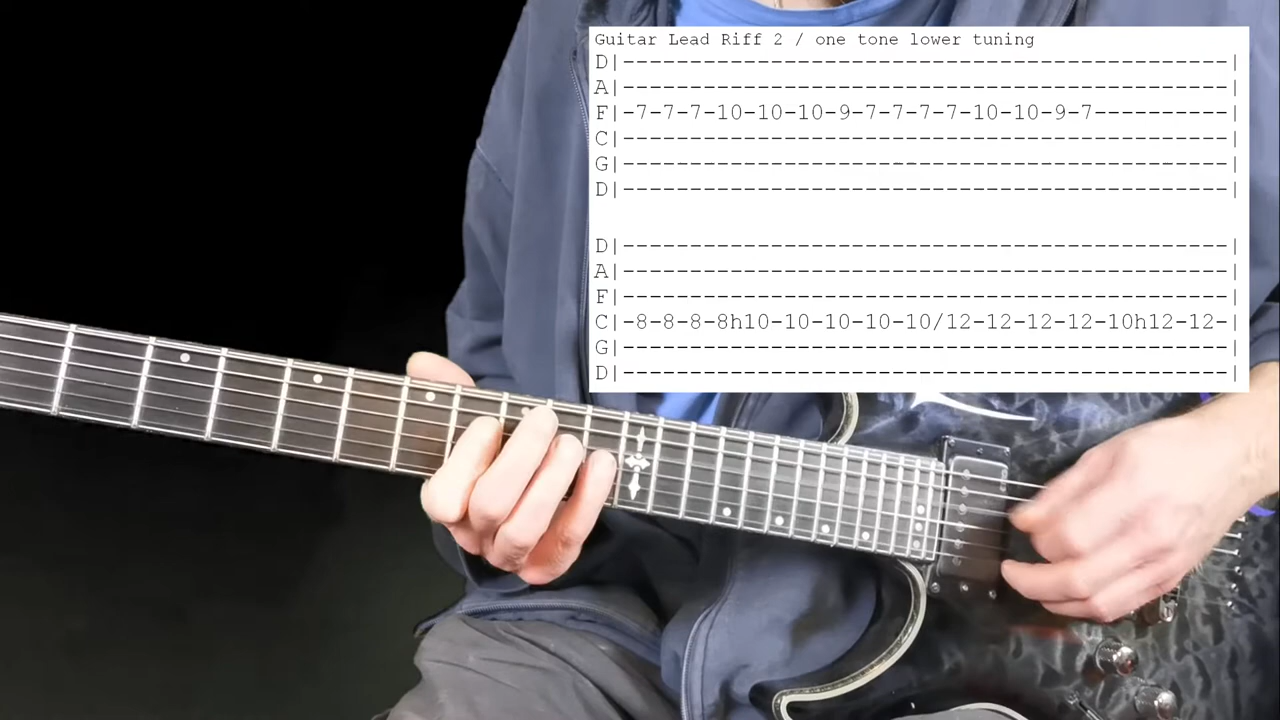 Guitar Lead Riff 2 / one tone lower tuning
D|---------------------------------------------|
A|---------------------------------------------|
F|-7-7-7-10-10-10-9-7-7-7-7-10-10-9-7----------|
C|---------------------------------------------|
G|---------------------------------------------|
D|---------------------------------------------|
D|---------------------------------------------|
A|---------------------------------------------|
F|---------------------------------------------|
C|-8-8-8-8h10-10-10-10-10/12-12-12-12-10h12-12-|
G|---------------------------------------------|
D|---------------------------------------------|